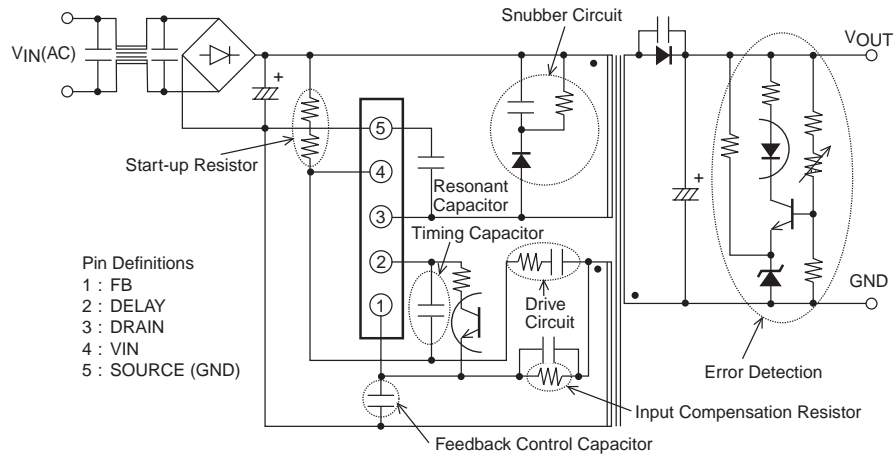 Snubber Circuit
VIN(AC)
VOUT
+
5
Start-up Resistor
4
Resonant
Capacitor
3
+
Timing Capacitor
Pin Definitions
1 : FB
2 : DELAY
3 : DRAIN
4 : VIN
5 : SOURCE (GND)
2
1
Drive
Circuit
GND
Error Detection
Input Compensation Resistor
Feedback Control Capacitor